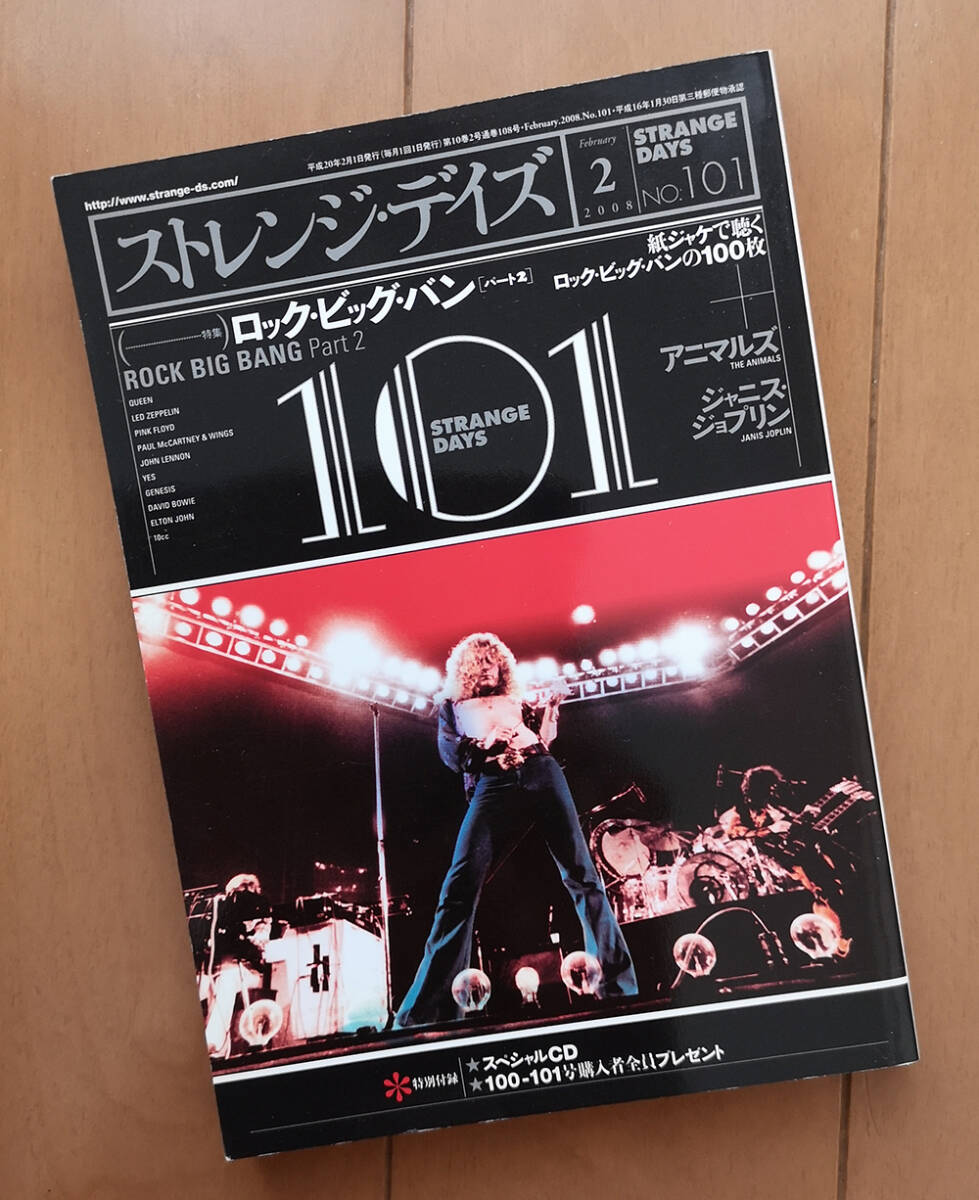 平成20年2月1日発行(毎月1回1日発行)第10巻2号通巻108号・February.2008.No.101・平成16年1月30日第三種郵便物承認
http://www.strange-ds.com/
ストレンジ・デイズ
February
2
2008
STRANGE
DAYS
NO:101
紙ジャケで聴く
ロック・ビッグ・バンの100枚
特集
ロック・ビッグ・バン[パート2]
ROCK BIG BANG Part 2
QUEEN
LED ZEPPELIN
PINK FLOYD
PAUL McCARTNEY & WINGS
JOHN LENNON
YES
GENESIS
DAVID BOWIE
ELTON JOHN
10cc
101
STRANGE
DAYS
アニマルズ
THE ANIMALS
ジャニス・
ジョプリン
JANIS JOPLIN
特別付録
★スペシャルCD
★100-101号購入者全員プレゼント